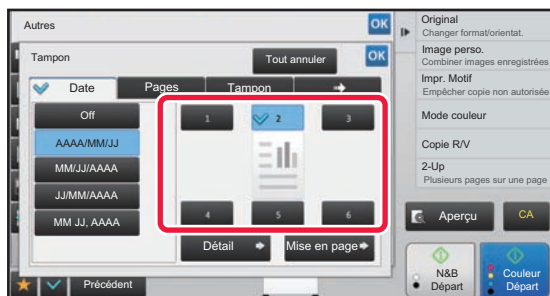 Autres
OK
Tampon
Tout annuler
OK
Date
Pages
Tampon
Off
AAAA/MM/JJ
MM/JJ/AAAA
JJ/MM/AAAA
MM JJ, AAAA
1
2
3
4
5
6
Détail
Mise en page
Précédent
Original
Changer format/orientat.
Image perso.
Combiner images enregistrées
Impr. Motif
Empêcher copie non autorisée
Mode couleur
Copie R/V
2-Up
Plusieurs pages sur une page
Aperçu
CA
N&B
Départ
Couleur
Départ